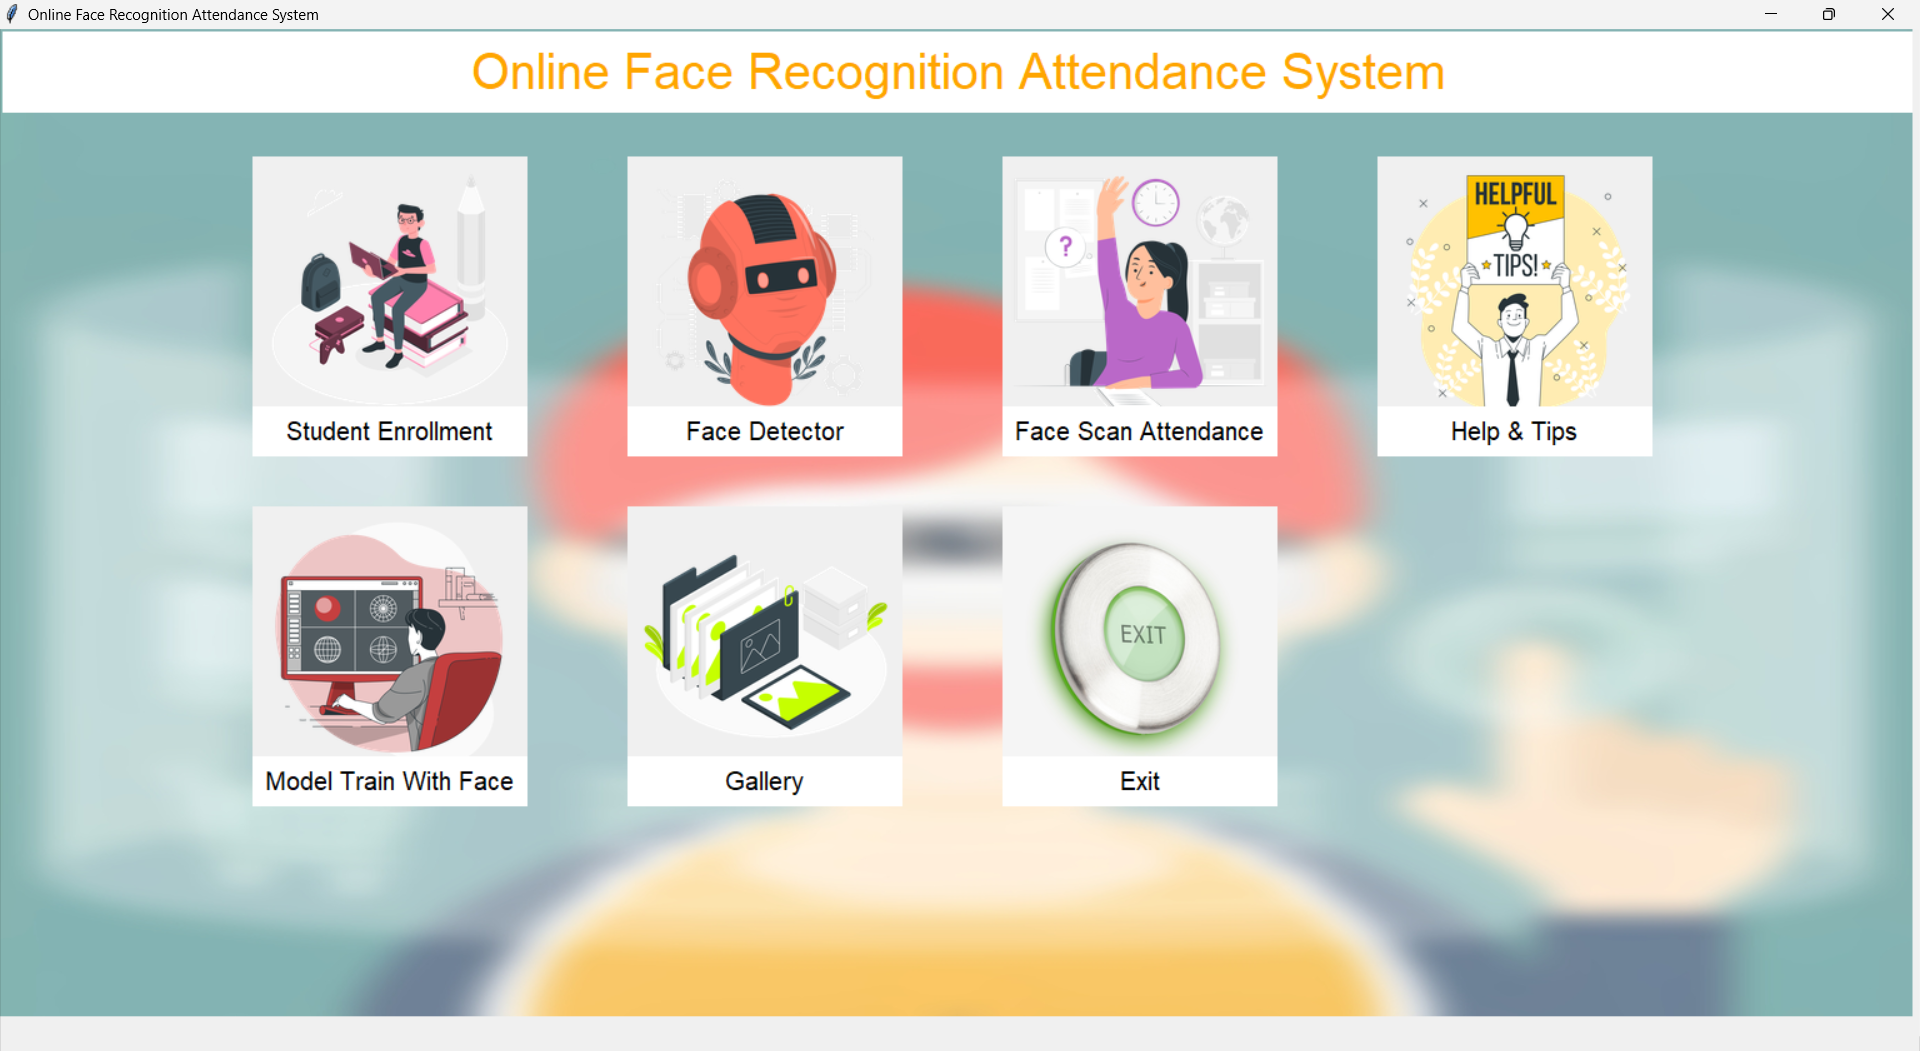 Online Face Recognition Attendance System
Online Face Recognition Attendance System
Student Enrollment
Face Detector
?
Face Scan Attendance
HELPFUL
TIPS!
Help & Tips
Model Train With Face
Gallery
EXIT
Exit